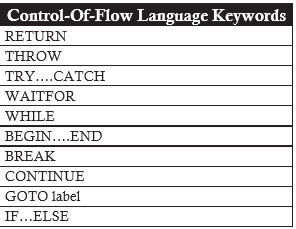 Control-Of-Flow Language Keywords
RETURN
THROW
TRY....CATCH
WAITFOR
WHILE
BEGIN....END
BREAK
CONTINUE
GOTO label
IF...ELSE